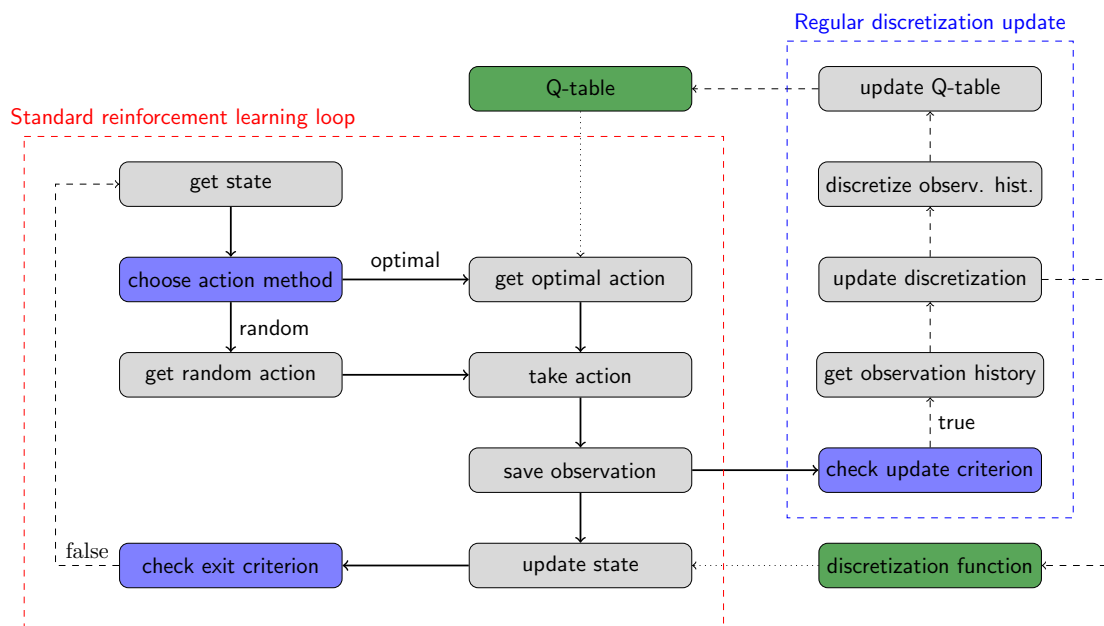 Regular discretization update
Q-table
update Q-table
Standard reinforcement learning loop
get state
discretize observ. hist.
optimal
choose action method
get optimal action
update discretization
random
get random action
take action
get observation history
true
save observation
check update criterion
false
check exit criterion
update state
discretization function